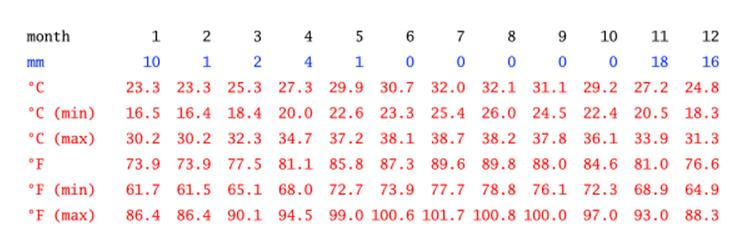 month 1 2 3 4 5 6 7 8 9 10 11 12
mm 10 1 2 4 1 0 0 0 0 0 18 16
°C 23.3 23.3 25.3 27.3 29.9 30.7 32.0 32.1 31.1 29.2 27.2 24.8
°C (min) 16.5 16.4 18.4 20.0 22.6 23.3 25.4 26.0 24.5 22.4 20.5 18.3
°C (max) 30.2 30.2 32.3 34.7 37.2 38.1 38.7 38.2 37.8 36.1 33.9 31.3
°F 73.9 73.9 77.5 81.1 85.8 87.3 89.6 89.8 88.0 84.6 81.0 76.6
°F (min) 61.7 61.5 65.1 68.0 72.7 73.9 77.7 78.8 76.1 72.3 68.9 64.9
°F (max) 86.4 86.4 90.1 94.5 99.0 100.6 101.7 100.8 100.0 97.0 93.0 88.3